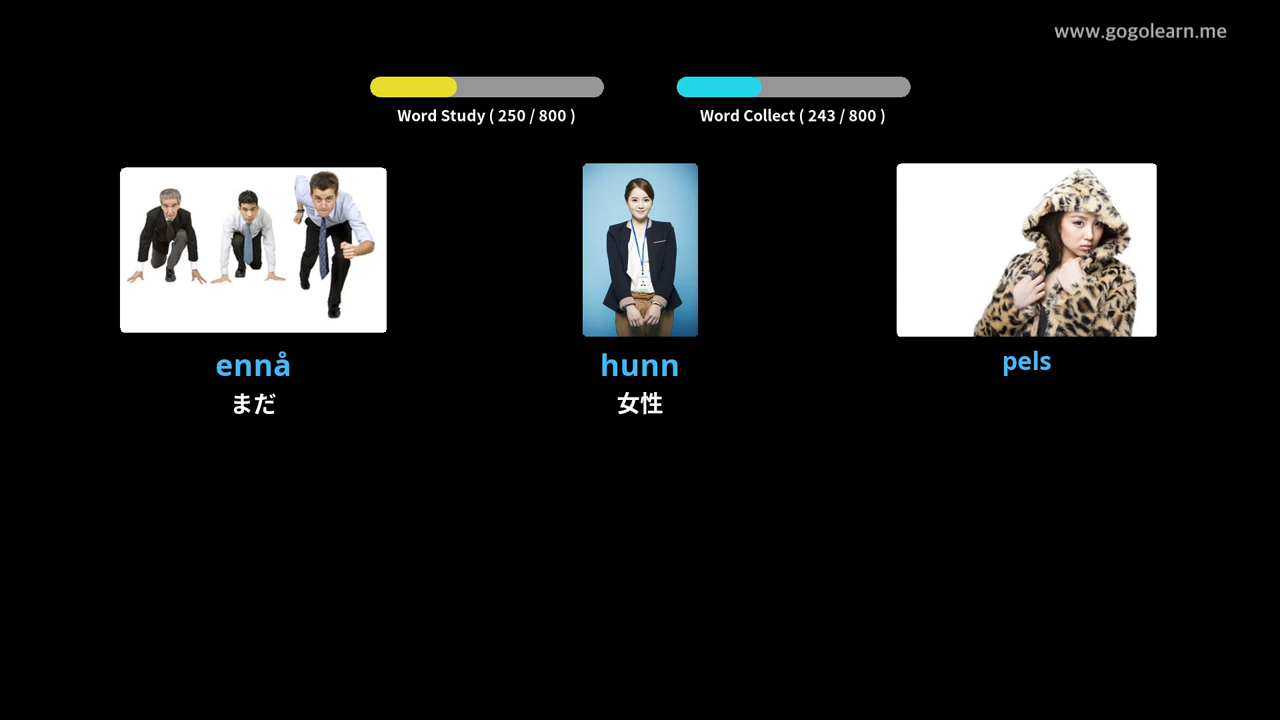 www.gogolearn.me
Word Study ( 250 / 800 )
Word Collect ( 243 / 800 )
ennå
hunn
pels
まだ
女性